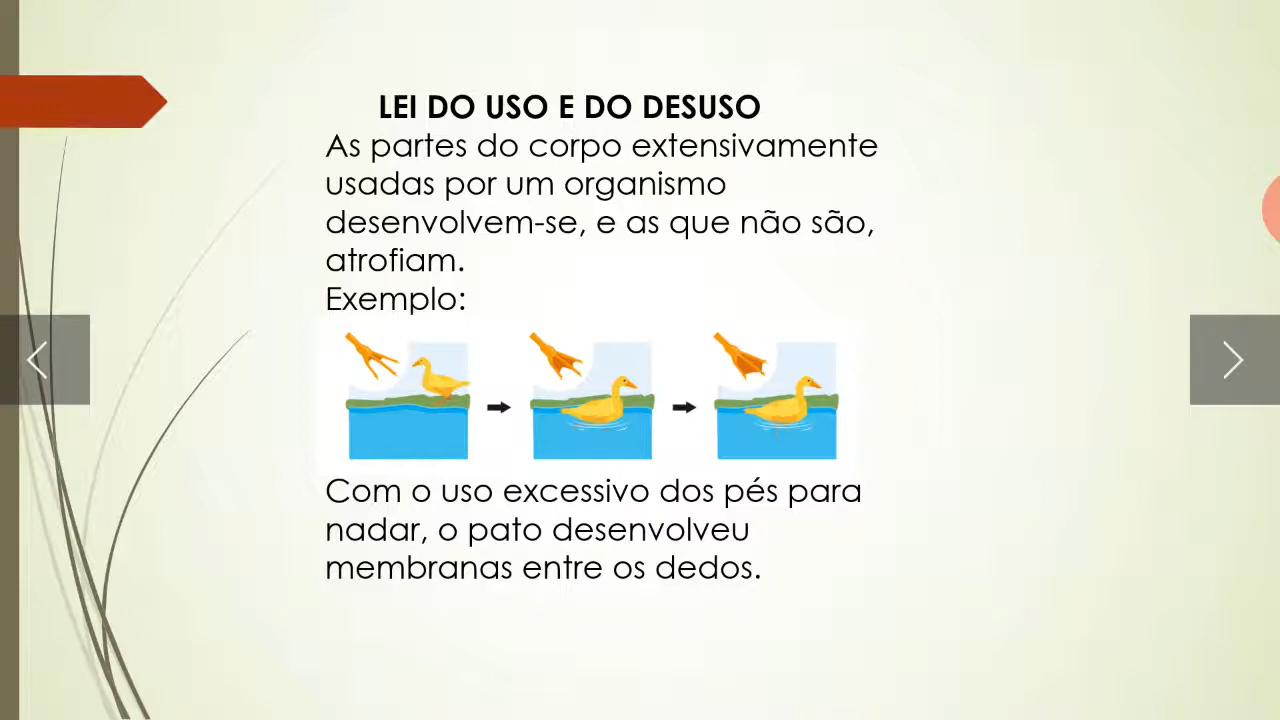 LEI DO USO E DO DESUSO
As partes do corpo extensivamente
usadas por um organismo
desenvolvem-se, e as que não são,
atrofiam.
Exemplo:
Com o uso excessivo dos pés para
nadar, o pato desenvolveu
membranas entre os dedos.